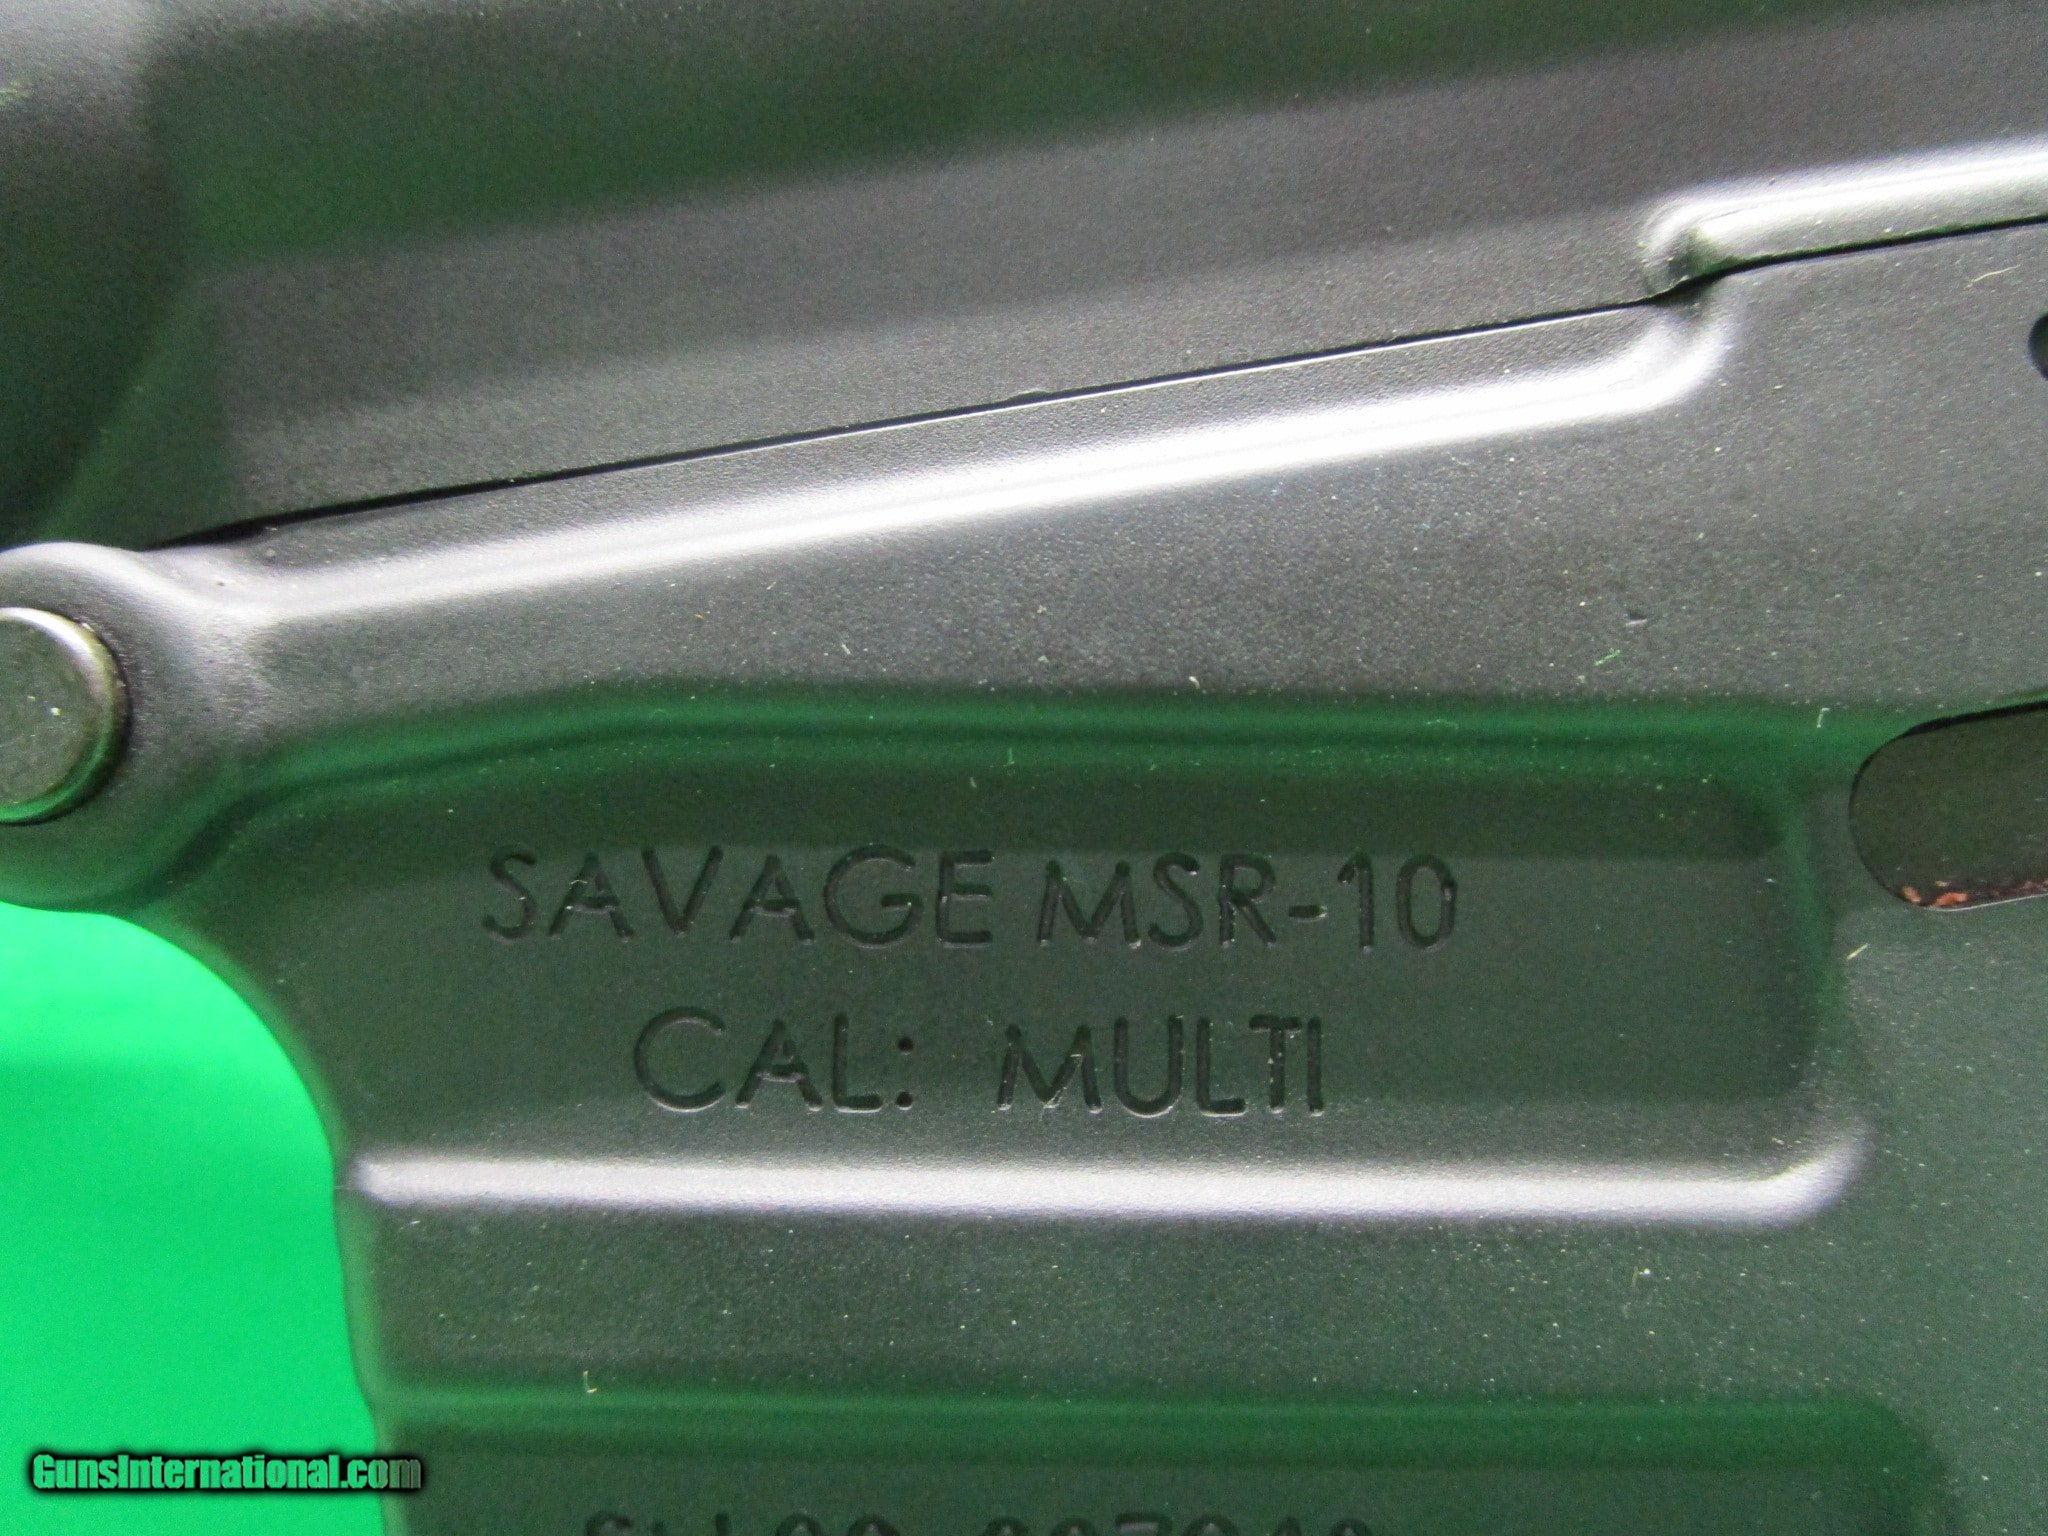 SAVAGE MSR-10
CAL: MULTI
GunsInternational.com